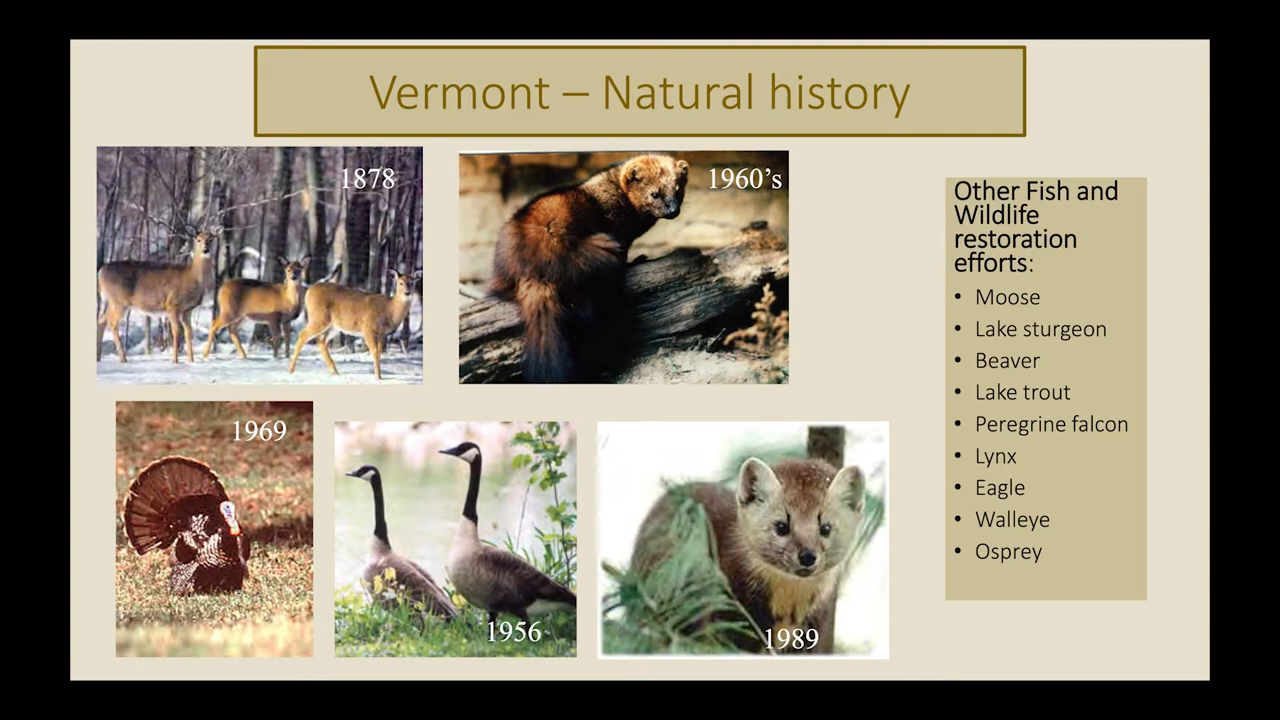 Vermont – Natural history
1878
1960's
1969
1956
1989
Other Fish and
Wildlife
restoration
efforts:
• Moose
• Lake sturgeon
• Beaver
• Lake trout
• Peregrine falcon
• Lynx
• Eagle
• Walleye
• Osprey